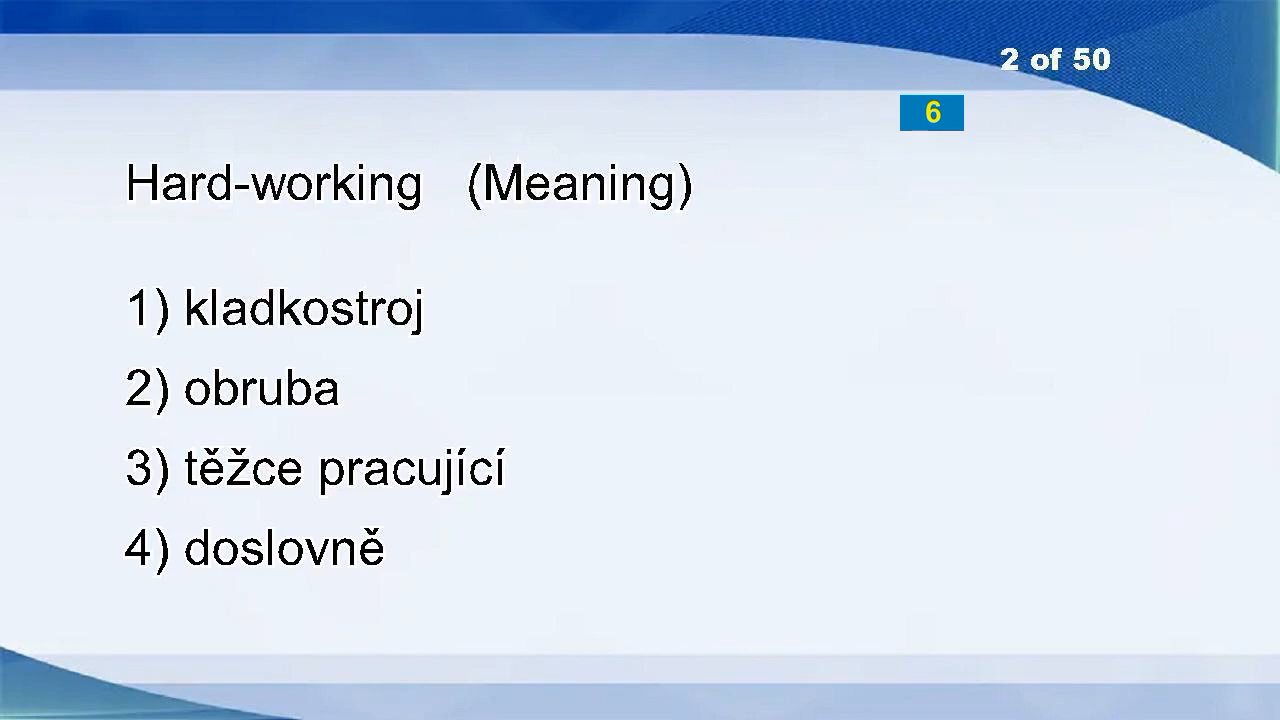 2 of 50
6
Hard-working (Meaning)
1) kladkostroj
2) obruba
3) těžce pracující
4) doslovně